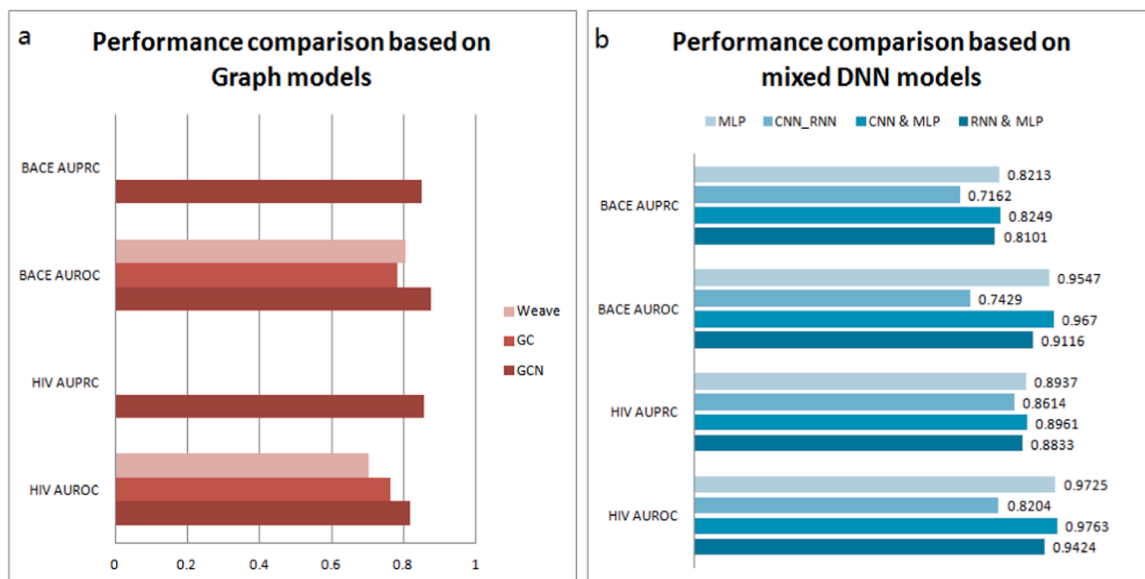 a
Performance comparison based on
Graph models
BACE AUPRC
BACE AUROC
HIV AUPRC
HIV AUROC
Weave
GC
GCN
0 0.2 0.4 0.6 0.8 1
b
Performance comparison based on
mixed DNN models
MLP CNN_RNN CNN & MLP RNN & MLP
BACE AUPRC
0.8213
0.7162
0.8249
0.8101
BACE AUROC
0.9547
0.7429
0.967
0.9116
HIV AUPRC
0.8937
0.8614
0.8961
0.8833
HIV AUROC
0.9725
0.8204
0.9763
0.9424